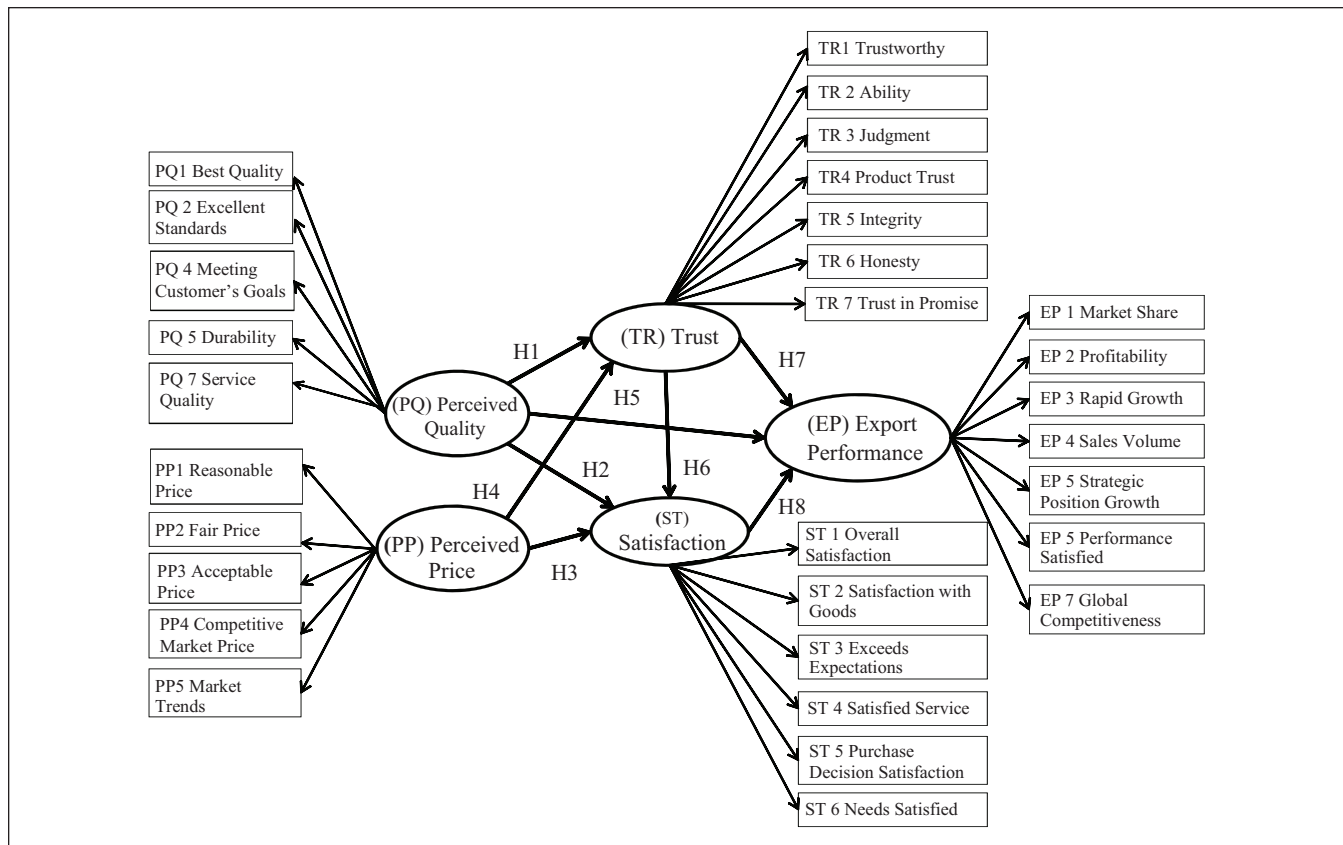 PQ1 Best Quality
PQ 2 Excellent
Standards
PQ 4 Meeting
Customer's Goals
PQ 5 Durability
PQ 7 Service
Quality
PP1 Reasonable
Price
PP2 Fair Price
PP3 Acceptable
Price
PP4 Competitive
Market Price
PP5 Market
Trends
(PQ) Perceived
Quality
(PP) Perceived
Price
H1
H2
H3
H4
H5
H6
H7
H8
(TR) Trust
(ST)
Satisfaction
(EP) Export
Performance
TR1 Trustworthy
TR 2 Ability
TR 3 Judgment
TR4 Product Trust
TR 5 Integrity
TR 6 Honesty
TR 7 Trust in Promise
ST 1 Overall
Satisfaction
ST 2 Satisfaction with
Goods
ST 3 Exceeds
Expectations
ST 4 Satisfied Service
ST 5 Purchase
Decision Satisfaction
ST 6 Needs Satisfied
EP 1 Market Share
EP 2 Profitability
EP 3 Rapid Growth
EP 4 Sales Volume
EP 5 Strategic
Position Growth
EP 5 Performance
Satisfied
EP 7 Global
Competitiveness